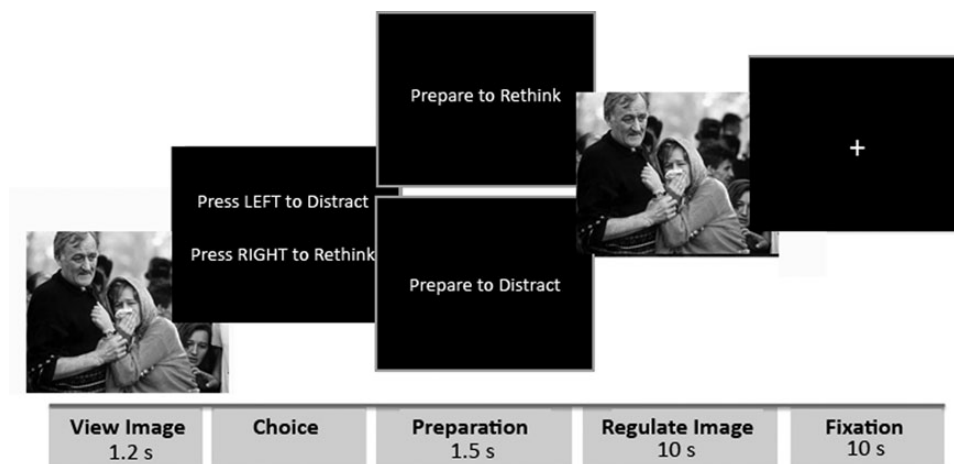 Press LEFT to Distract
Press RIGHT to Rethink
Prepare to Rethink
Prepare to Distract
+
View Image
1.2 s
Choice
Preparation
1.5 s
Regulate Image
10 s
Fixation
10 s